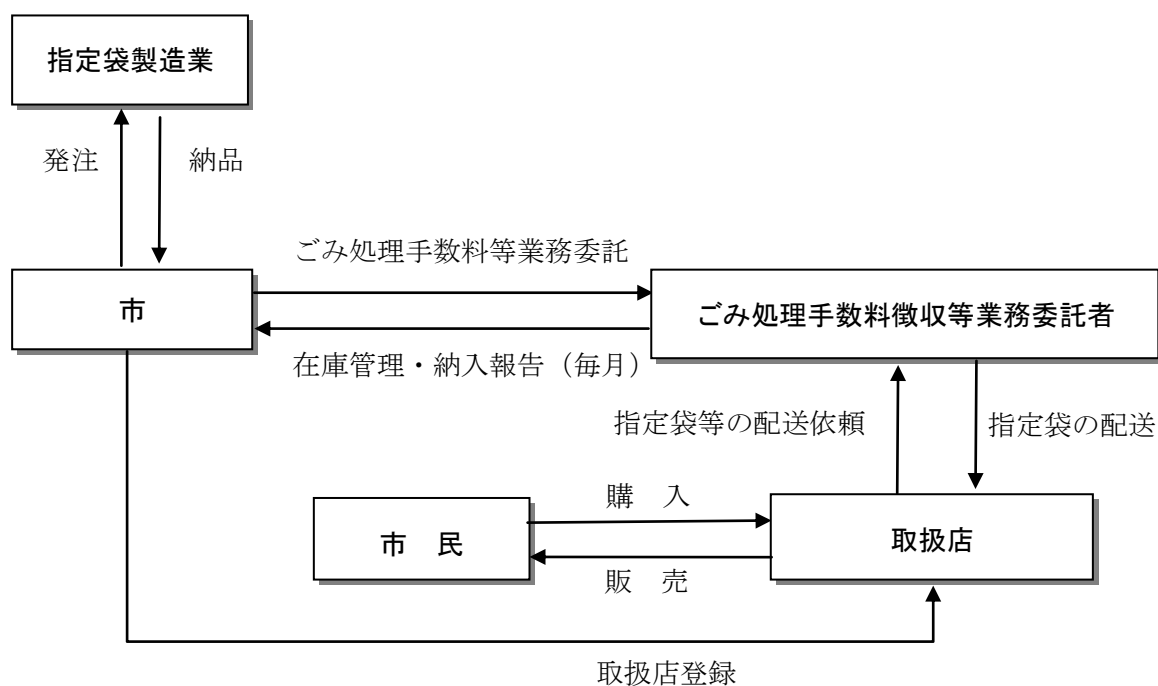 指定袋製造業
発注
納品
ごみ処理手数料等業務委託
市
ごみ処理手数料徴収等業務委託者
在庫管理・納入報告（毎月）
指定袋等の配送依頼
指定袋の配送
購　入
市　民
取扱店
販　売
取扱店登録